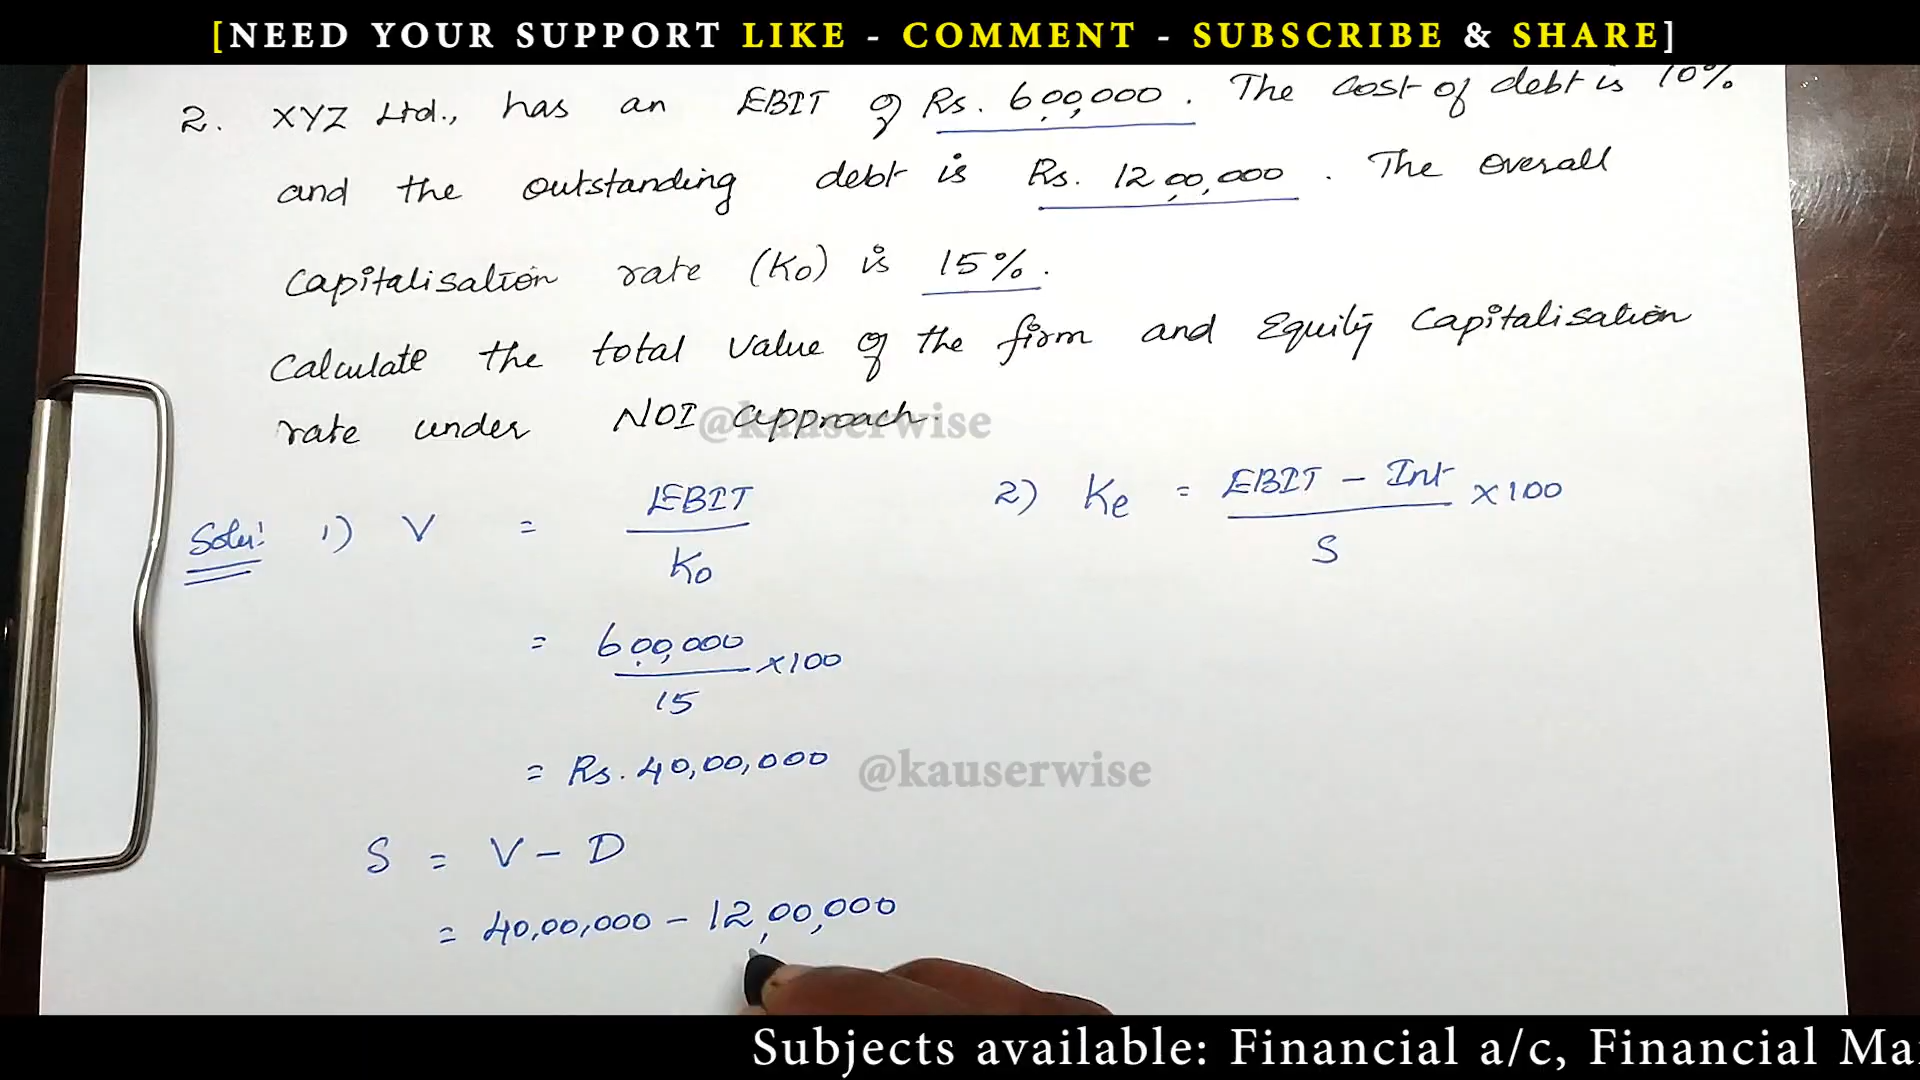 [NEED YOUR SUPPORT LIKE - COMMENT - SUBSCRIBE & SHARE]
2. XYZ Ltd., has an EBIT of Rs. 6,00,000. The cost of debt is 10%
and the outstanding debt is Rs. 12,00,000. The overall
capitalisation rate (Ko) is 15%.
Calculate the total value of the firm and Equity capitalisation
rate under NOI approach.
@kauserwise
Solu: 1) V = EBIT
Ko
= 6,00,000 ×100
15
= Rs. 40,00,000
@kauserwise
S = V - D
= 40,00,000 - 12,00,000
2) Ke = EBIT - Int ×100
S
Subjects available: Financial a/c, Financial Ma